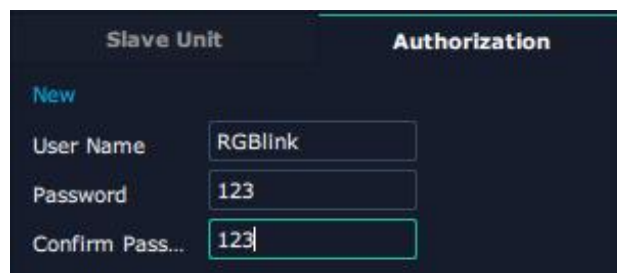 Slave Unit Authorization
New
User Name RGBlink
Password 123
Confirm Pass... 123